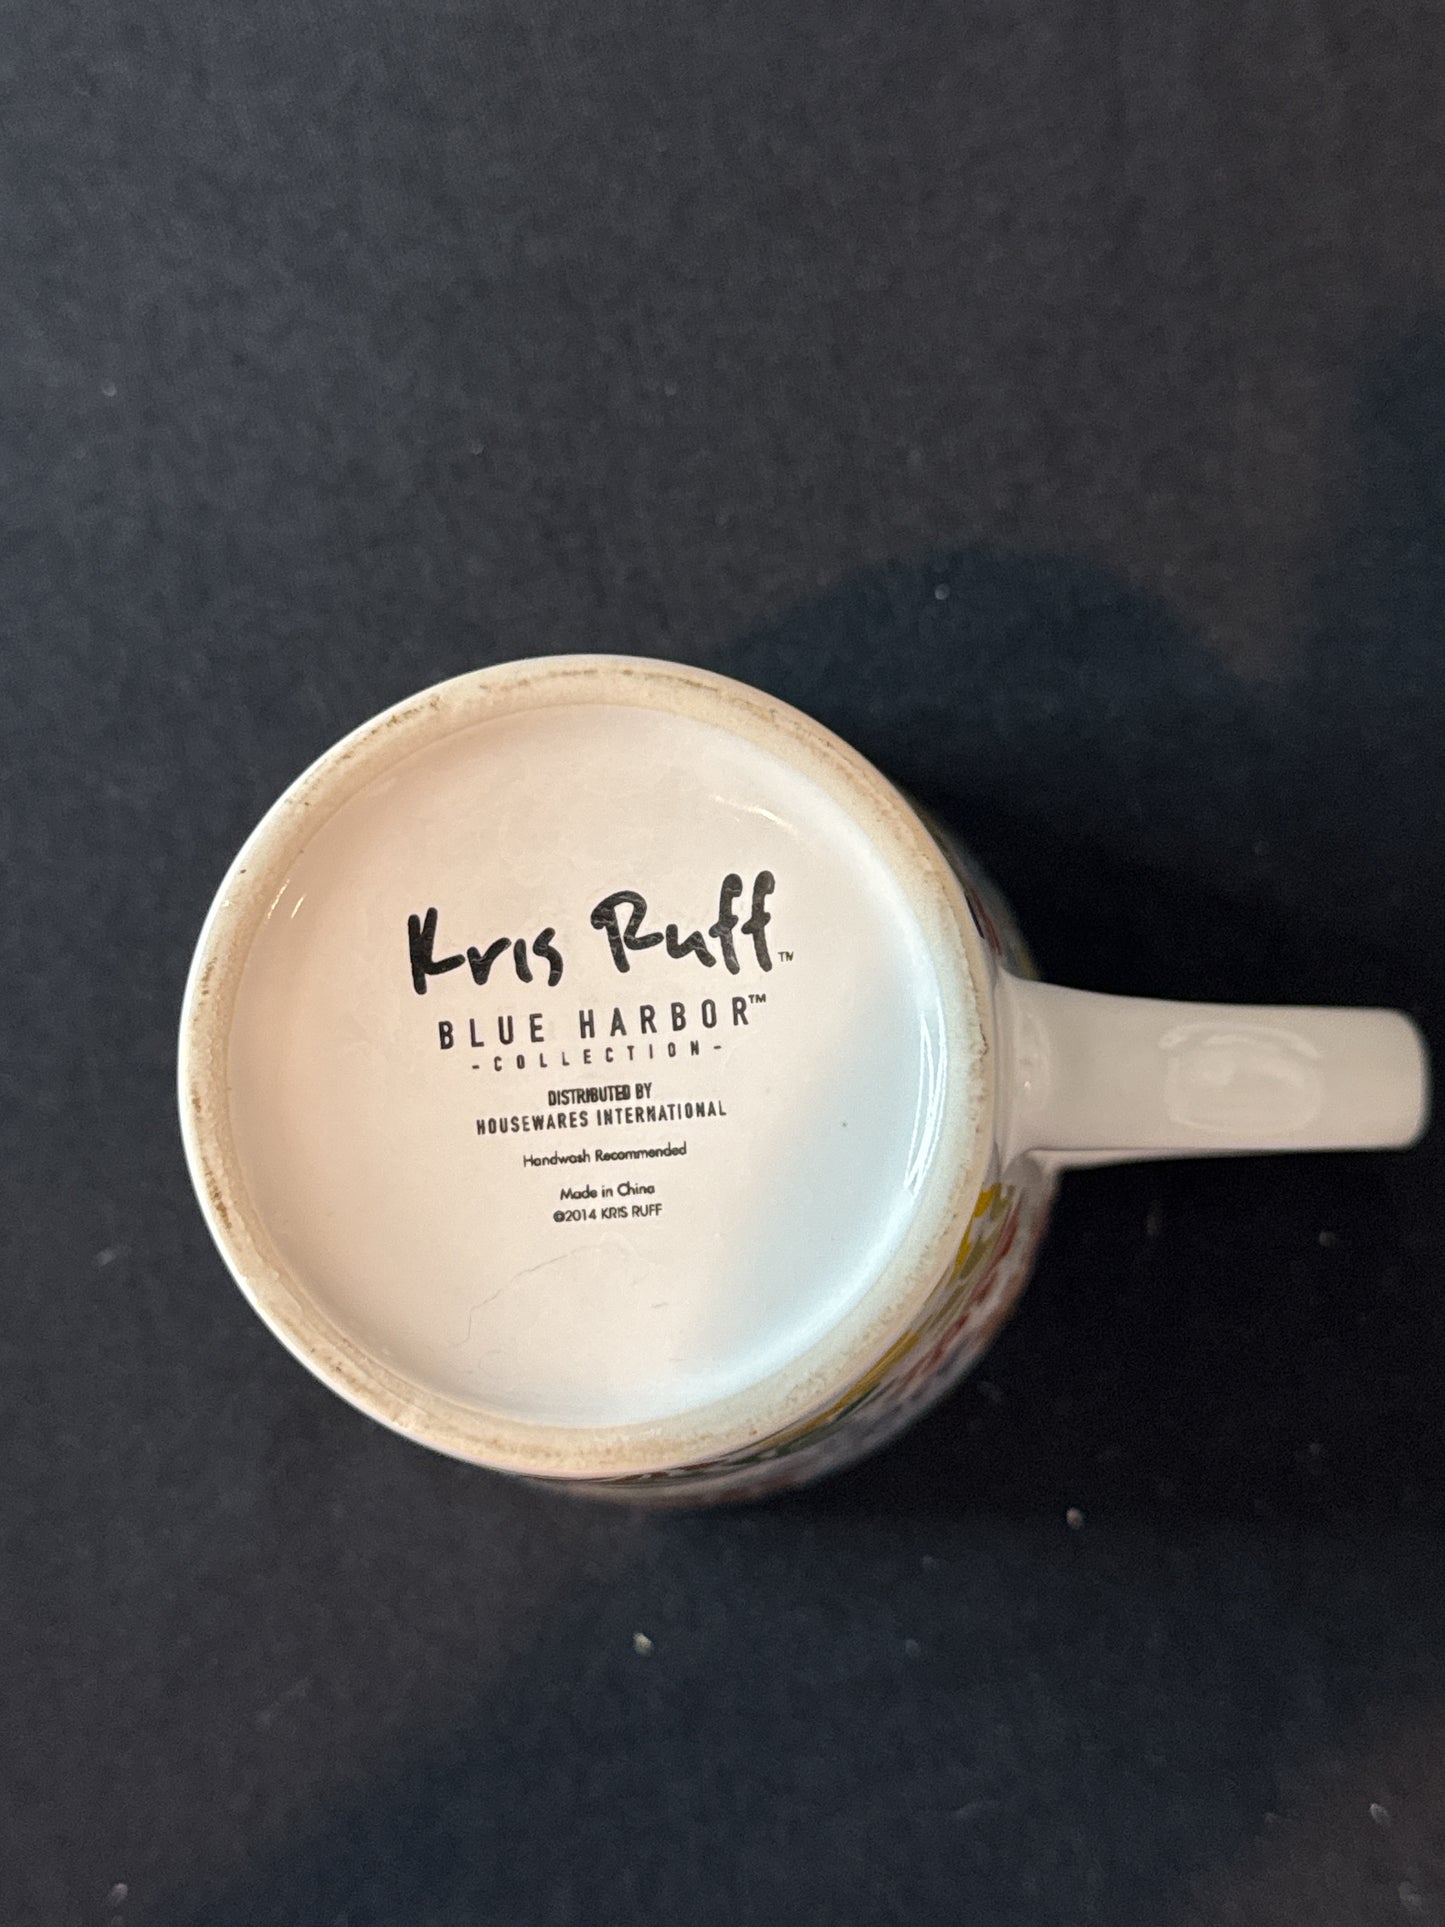 Kris Ruff™
BLUE HARBOR™
-COLLECTION-
DISTRIBUTED BY
HOUSEWARES INTERNATIONAL
Handwash Recommended
Made in China
©2014 KRIS RUFF